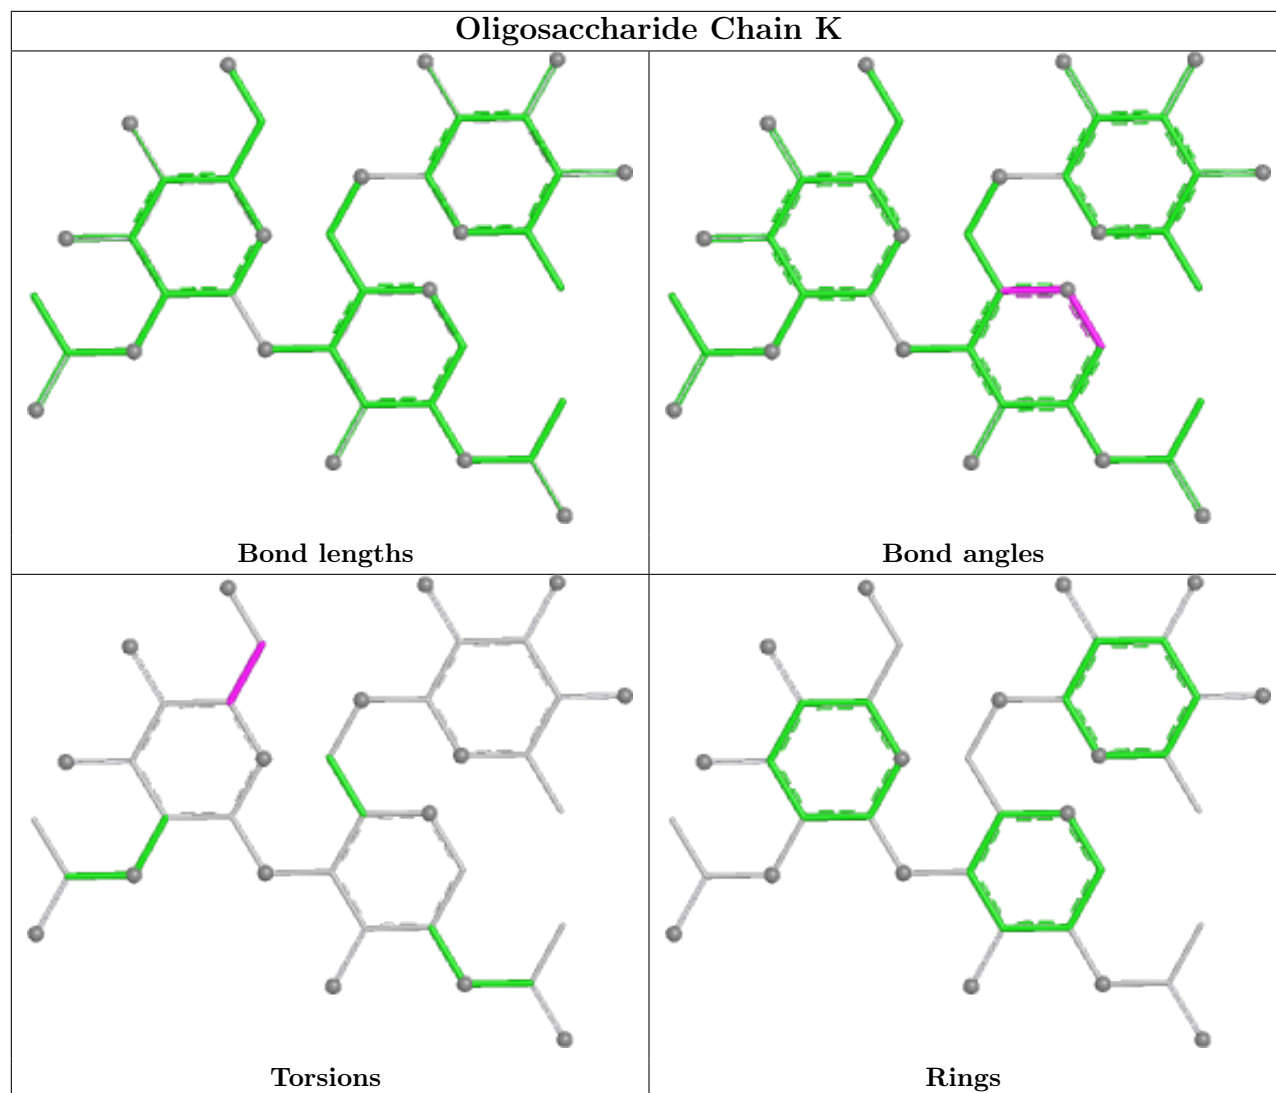 Oligosaccharide Chain K
Bond lengths
Bond angles
Torsions
Rings